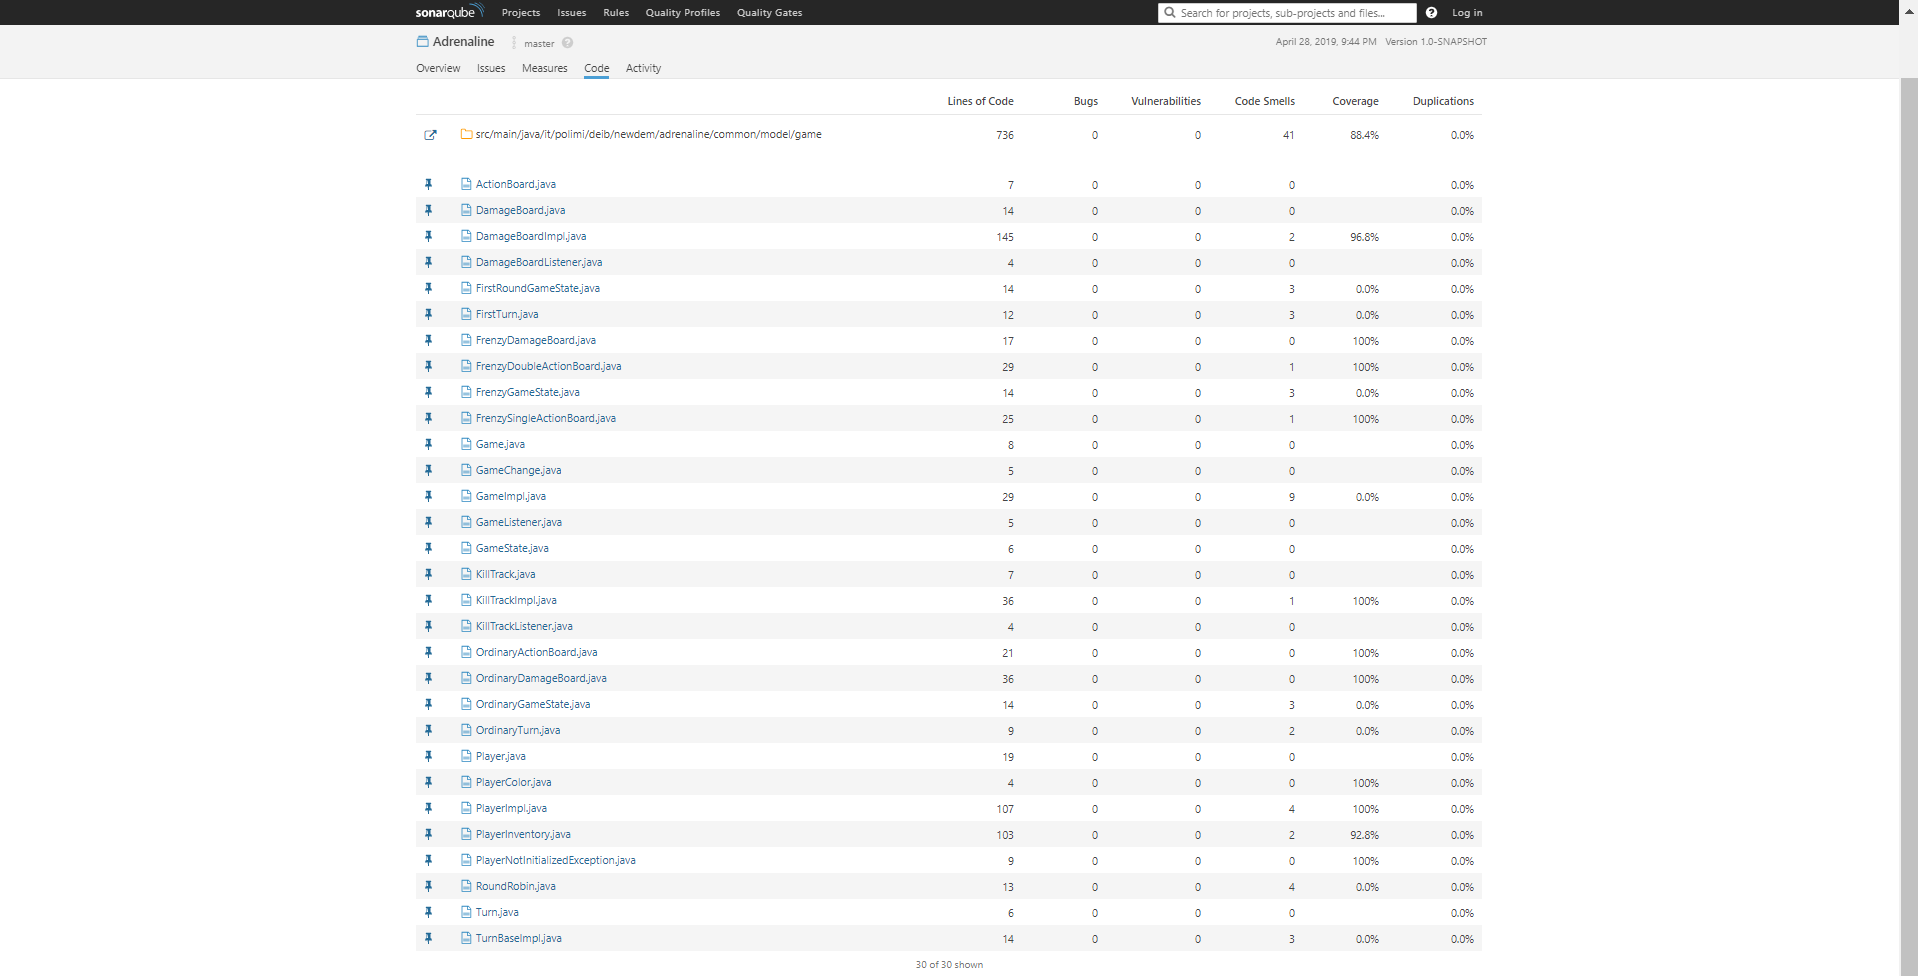 sonarqube Projects Issues Rules Quality Profiles Quality Gates Search for projects, sub-projects and files... Log in
Adrenaline master April 28, 2019, 9:44 PM Version 1.0-SNAPSHOT
Overview Issues Measures Code Activity
Lines of Code Bugs Vulnerabilities Code Smells Coverage Duplications
src/main/java/it/polimi/deib/newdem/adrenaline/common/model/game 736 0 0 41 88.4% 0.0%
ActionBoard.java 7 0 0 0 0.0%
DamageBoard.java 14 0 0 0 0.0%
DamageBoardImpl.java 145 0 0 2 96.8% 0.0%
DamageBoardListener.java 4 0 0 0 0.0%
FirstRoundGameState.java 14 0 0 3 0.0% 0.0%
FirstTurn.java 12 0 0 3 0.0% 0.0%
FrenzyDamageBoard.java 17 0 0 0 100% 0.0%
FrenzyDoubleActionBoard.java 29 0 0 1 100% 0.0%
FrenzyGameState.java 14 0 0 3 0.0% 0.0%
FrenzySingleActionBoard.java 25 0 0 1 100% 0.0%
Game.java 8 0 0 0 0.0%
GameChange.java 5 0 0 0 0.0%
GameImpl.java 29 0 0 9 0.0% 0.0%
GameListener.java 5 0 0 0 0.0%
GameState.java 6 0 0 0 0.0%
KillTrack.java 7 0 0 0 0.0%
KillTrackImpl.java 36 0 0 1 100% 0.0%
KillTrackListener.java 4 0 0 0 0.0%
OrdinaryActionBoard.java 21 0 0 0 100% 0.0%
OrdinaryDamageBoard.java 36 0 0 0 100% 0.0%
OrdinaryGameState.java 14 0 0 3 0.0% 0.0%
OrdinaryTurn.java 9 0 0 2 0.0% 0.0%
Player.java 19 0 0 0 0.0%
PlayerColor.java 4 0 0 0 100% 0.0%
PlayerImpl.java 107 0 0 4 100% 0.0%
PlayerInventory.java 103 0 0 2 92.8% 0.0%
PlayerNotInitializedException.java 9 0 0 0 100% 0.0%
RoundRobin.java 13 0 0 4 0.0% 0.0%
Turn.java 6 0 0 0 0.0%
TurnBaseImpl.java 14 0 0 3 0.0% 0.0%
30 of 30 shown